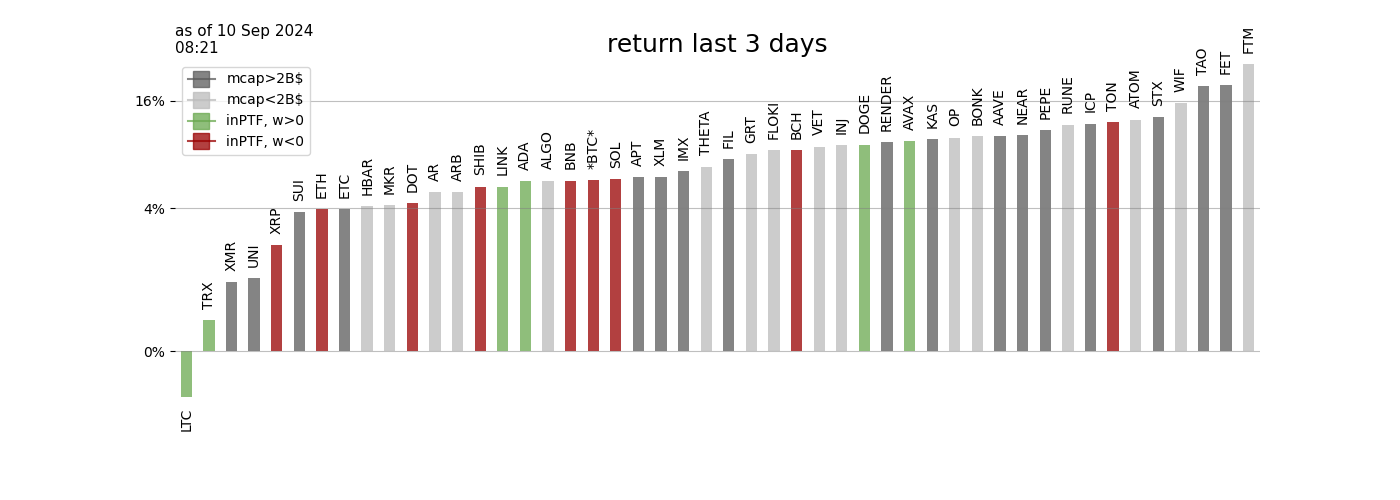 as of 10 Sep 2024
08:21
return last 3 days
mcap>2B$
mcap<2B$
inPTF, w>0
inPTF, w<0
16%
4%
0%
LTC
TRX
XMR
UNI
XRP
SUI
ETH
ETC
HBAR
MKR
DOT
AR
ARB
SHIB
LINK
ADA
ALGO
BNB
*BTC*
SOL
APT
XLM
IMX
THETA
FIL
GRT
FLOKI
BCH
VET
INJ
DOGE
RENDER
AVAX
KAS
OP
BONK
AAVE
NEAR
PEPE
RUNE
ICP
TON
ATOM
STX
WIF
TAO
FET
FTM